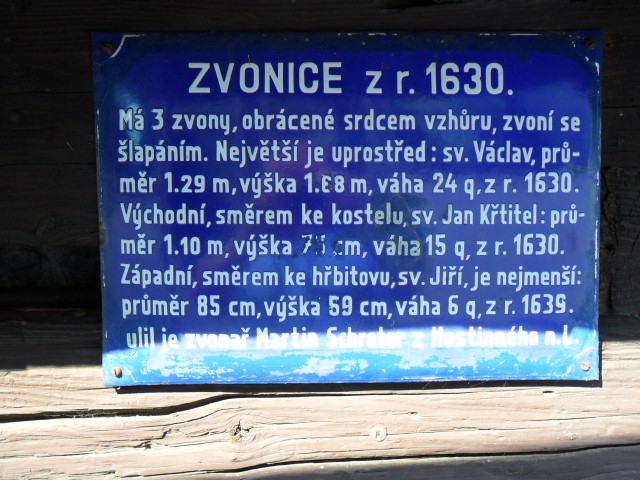 ZVONICE z r. 1630.
Má 3 zvony, obrácené srdcem vzhůru, zvoní se
šlapáním. Největší je uprostřed: sv. Václav, prů-
měr 1.29 m, výška 1.68 m, váha 24 q, z r. 1630.
Východní, směrem ke kostelu, sv. Jan Křtitel: prů-
měr 1.10 m, výška 75 cm, váha 15 q, z r. 1630.
Západní, směrem ke hřbitovu, sv. Jiří, je nejmenší:
průměr 85 cm, výška 59 cm, váha 6 q, z r. 1639.
ulil je zvonař Martin Schroter z Hostinného n.L.